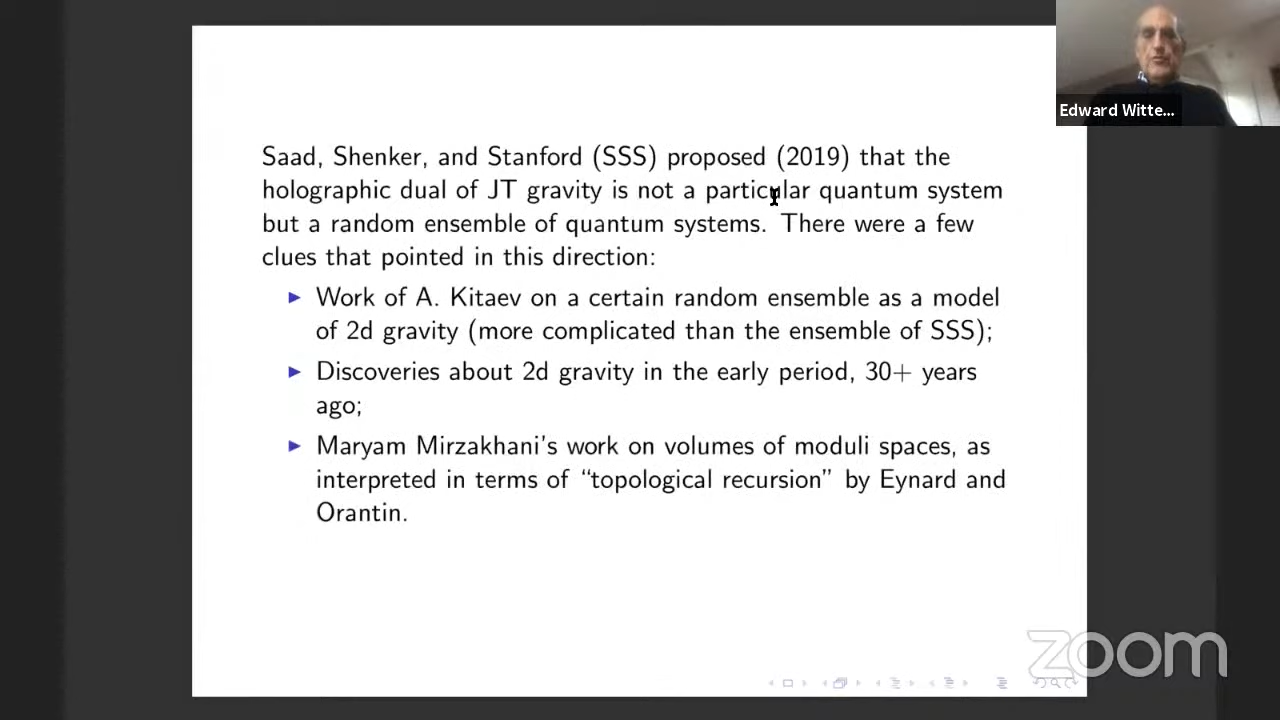 Edward Witte...
Saad, Shenker, and Stanford (SSS) proposed (2019) that the
holographic dual of JT gravity is not a particular quantum system
but a random ensemble of quantum systems. There were a few
clues that pointed in this direction:
▶ Work of A. Kitaev on a certain random ensemble as a model
of 2d gravity (more complicated than the ensemble of SSS);
▶ Discoveries about 2d gravity in the early period, 30+ years
ago;
▶ Maryam Mirzakhani's work on volumes of moduli spaces, as
interpreted in terms of “topological recursion” by Eynard and
Orantin.
zoom